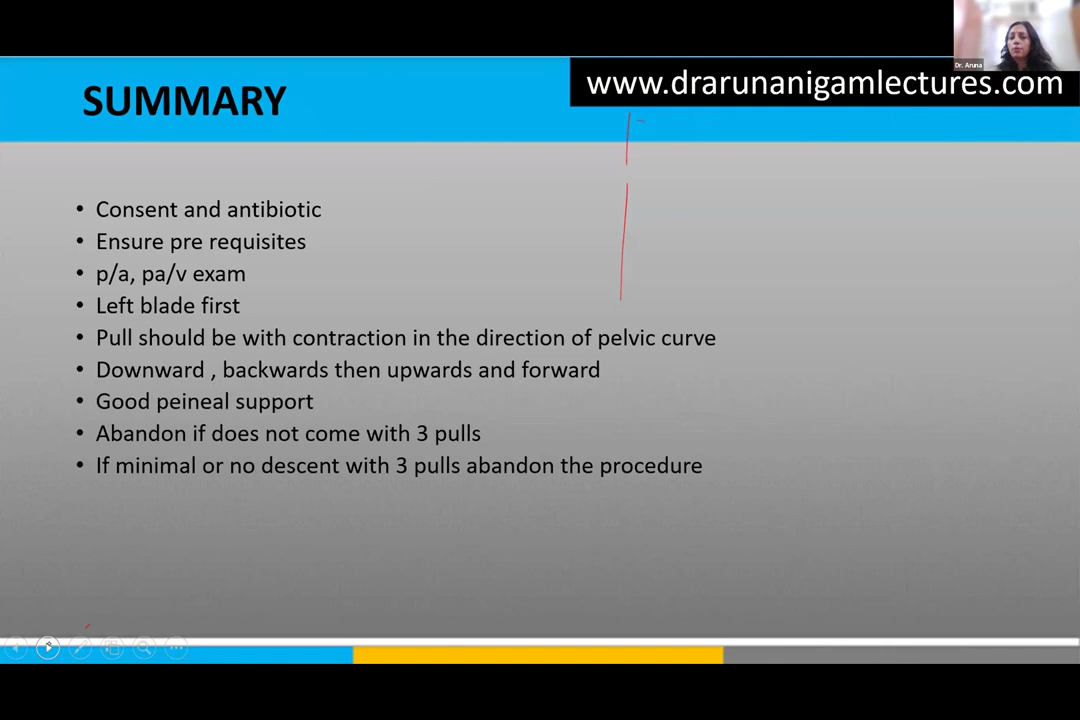 Dr. Aruna
www.drarunanigamlectures.com
SUMMARY
• Consent and antibiotic
• Ensure pre requisites
• p/a, pa/v exam
• Left blade first
• Pull should be with contraction in the direction of pelvic curve
• Downward , backwards then upwards and forward
• Good peineal support
• Abandon if does not come with 3 pulls
• If minimal or no descent with 3 pulls abandon the procedure